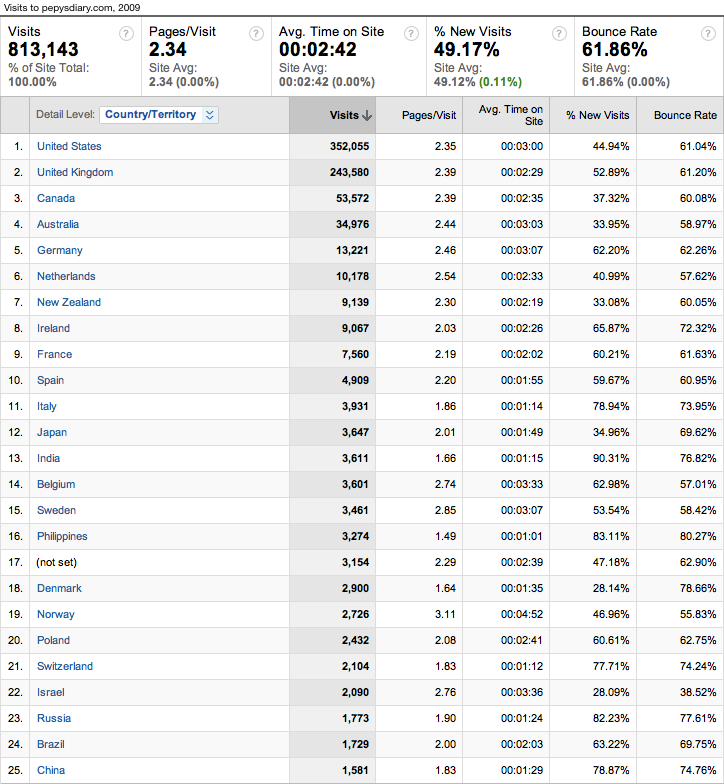 Visits to pepysdiary.com, 2009
Visits ? Pages/Visit ? Avg. Time on Site ? % New Visits ? Bounce Rate ?
813,143 2.34 00:02:42 49.17% 61.86%
% of Site Total: Site Avg: Site Avg: Site Avg: Site Avg:
100.00% 2.34 (0.00%) 00:02:42 (0.00%) 49.12% (0.11%) 61.86% (0.00%)
Detail Level: Country/Territory Visits Pages/Visit Avg. Time on Site % New Visits Bounce Rate
1. United States 352,055 2.35 00:03:00 44.94% 61.04%
2. United Kingdom 243,580 2.39 00:02:29 52.89% 61.20%
3. Canada 53,572 2.39 00:02:35 37.32% 60.08%
4. Australia 34,976 2.44 00:03:03 33.95% 58.97%
5. Germany 13,221 2.46 00:03:07 62.20% 62.26%
6. Netherlands 10,178 2.54 00:02:33 40.99% 57.62%
7. New Zealand 9,139 2.30 00:02:19 33.08% 60.05%
8. Ireland 9,067 2.03 00:02:26 65.87% 72.32%
9. France 7,560 2.19 00:02:02 60.21% 61.63%
10. Spain 4,909 2.20 00:01:55 59.67% 60.95%
11. Italy 3,931 1.86 00:01:14 78.94% 73.95%
12. Japan 3,647 2.01 00:01:49 34.96% 69.62%
13. India 3,611 1.66 00:01:15 90.31% 76.82%
14. Belgium 3,601 2.74 00:03:33 62.98% 57.01%
15. Sweden 3,461 2.85 00:03:07 53.54% 58.42%
16. Philippines 3,274 1.49 00:01:01 83.11% 80.27%
17. (not set) 3,154 2.29 00:02:39 47.18% 62.90%
18. Denmark 2,900 1.64 00:01:35 28.14% 78.66%
19. Norway 2,726 3.11 00:04:52 46.96% 55.83%
20. Poland 2,432 2.08 00:02:41 60.61% 62.75%
21. Switzerland 2,104 1.83 00:01:12 77.71% 74.24%
22. Israel 2,090 2.76 00:03:36 28.09% 38.52%
23. Russia 1,773 1.90 00:01:24 82.23% 77.61%
24. Brazil 1,729 2.00 00:02:03 63.22% 69.75%
25. China 1,581 1.83 00:01:29 78.87% 74.76%